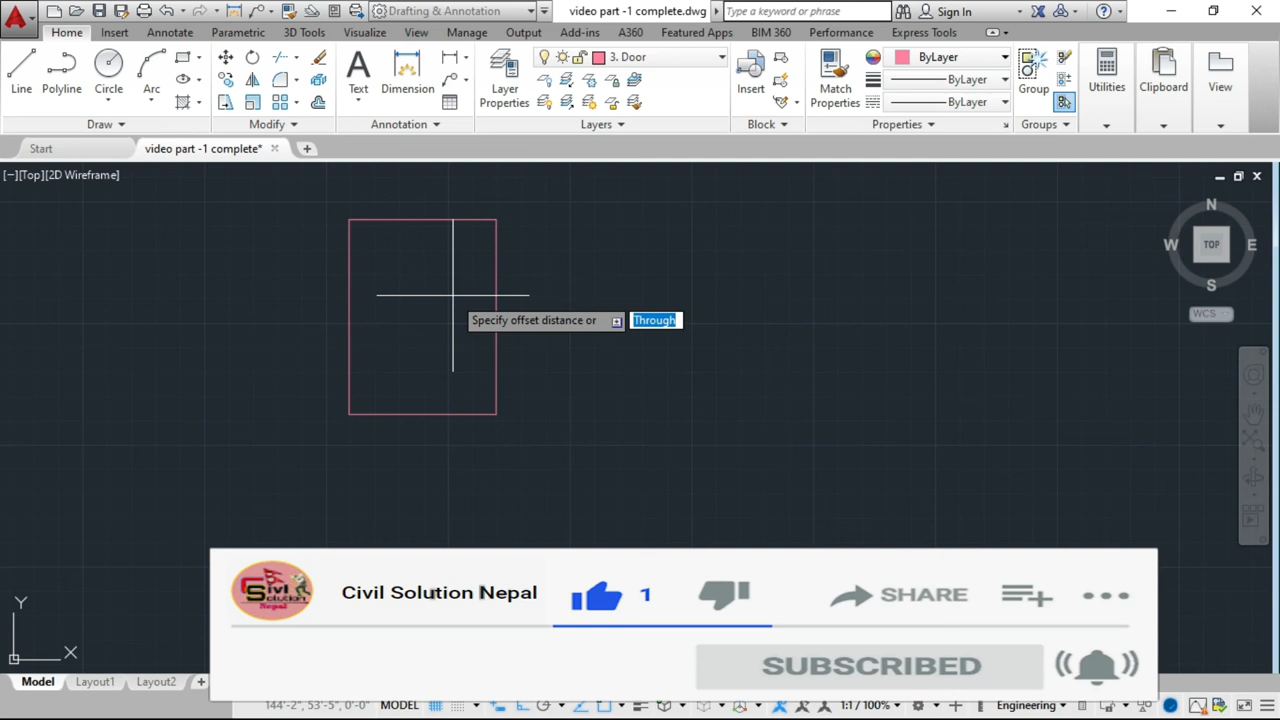 Drafting & Annotation
video part -1 complete.dwg
Type a keyword or phrase
Sign In
Home
Insert
Annotate
Parametric
3D Tools
Visualize
View
Manage
Output
Add-ins
A360
Featured Apps
BIM 360
Performance
Express Tools
Line
Polyline
Circle
Arc
Text
Dimension
Layer
Properties
3. Door
Insert
Match
Properties
ByLayer
ByLayer
ByLayer
Group
Utilities
Clipboard
View
Draw
Modify
Annotation
Layers
Block
Properties
Groups
Start
video part -1 complete*
[−][Top][2D Wireframe]
N
W
TOP
E
S
WCS
Specify offset distance or
Through
Civil Solution Nepal
1
SHARE
SUBSCRIBED
Civil
Solution
Nepal
Y
X
Model
Layout1
Layout2
144'-2", 53'-5", 0'-0"
MODEL
1:1 / 100%
Engineering